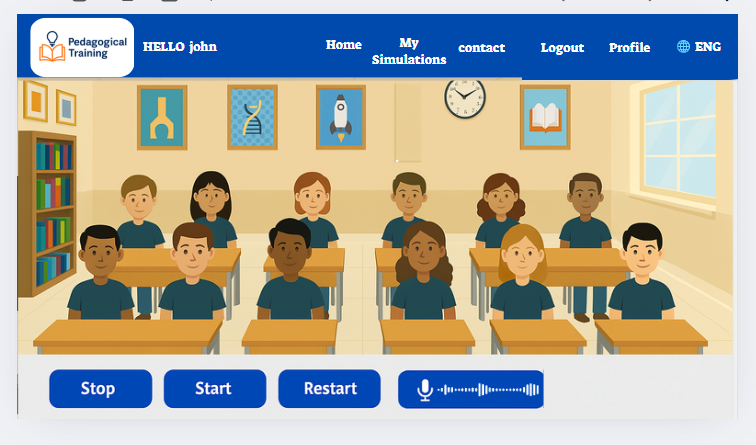 Pedagogical
Training
HELLO john
Home
My
Simulations
contact
Logout
Profile
ENG
Stop
Start
Restart